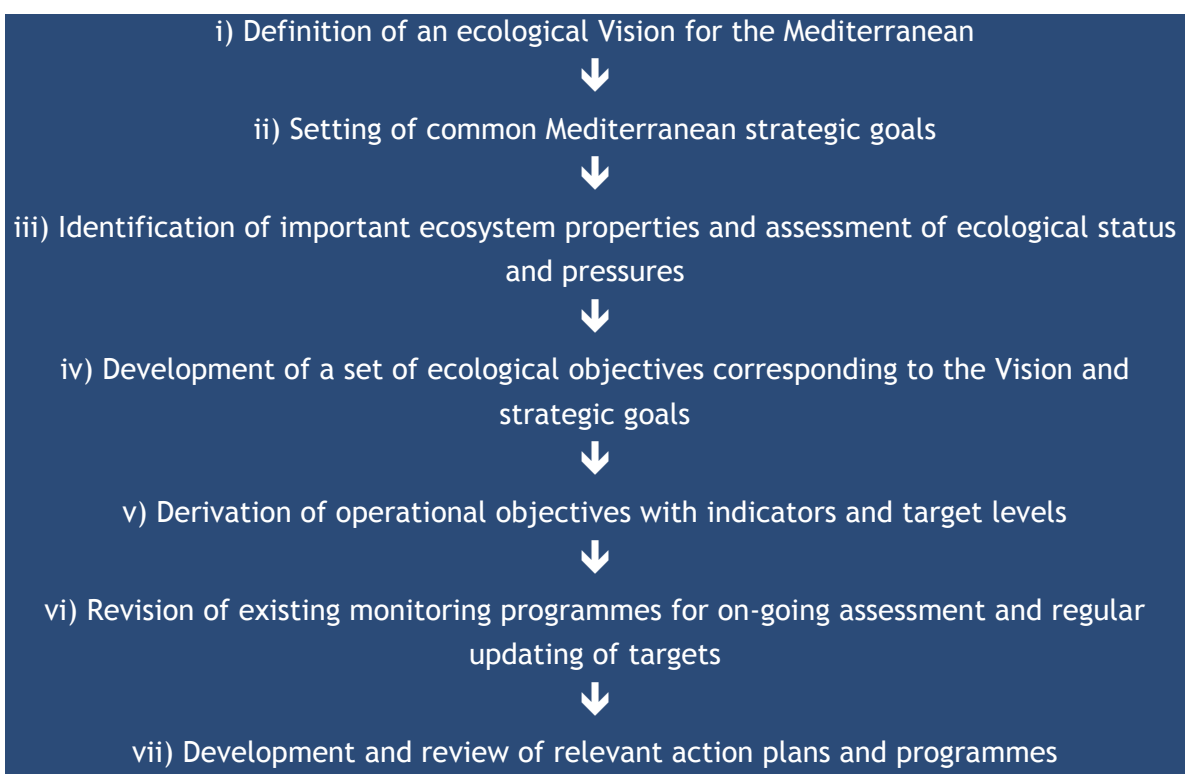 i) Definition of an ecological Vision for the Mediterranean
ii) Setting of common Mediterranean strategic goals
iii) Identification of important ecosystem properties and assessment of ecological status
and pressures
iv) Development of a set of ecological objectives corresponding to the Vision and
strategic goals
v) Derivation of operational objectives with indicators and target levels
vi) Revision of existing monitoring programmes for on-going assessment and regular
updating of targets
vii) Development and review of relevant action plans and programmes